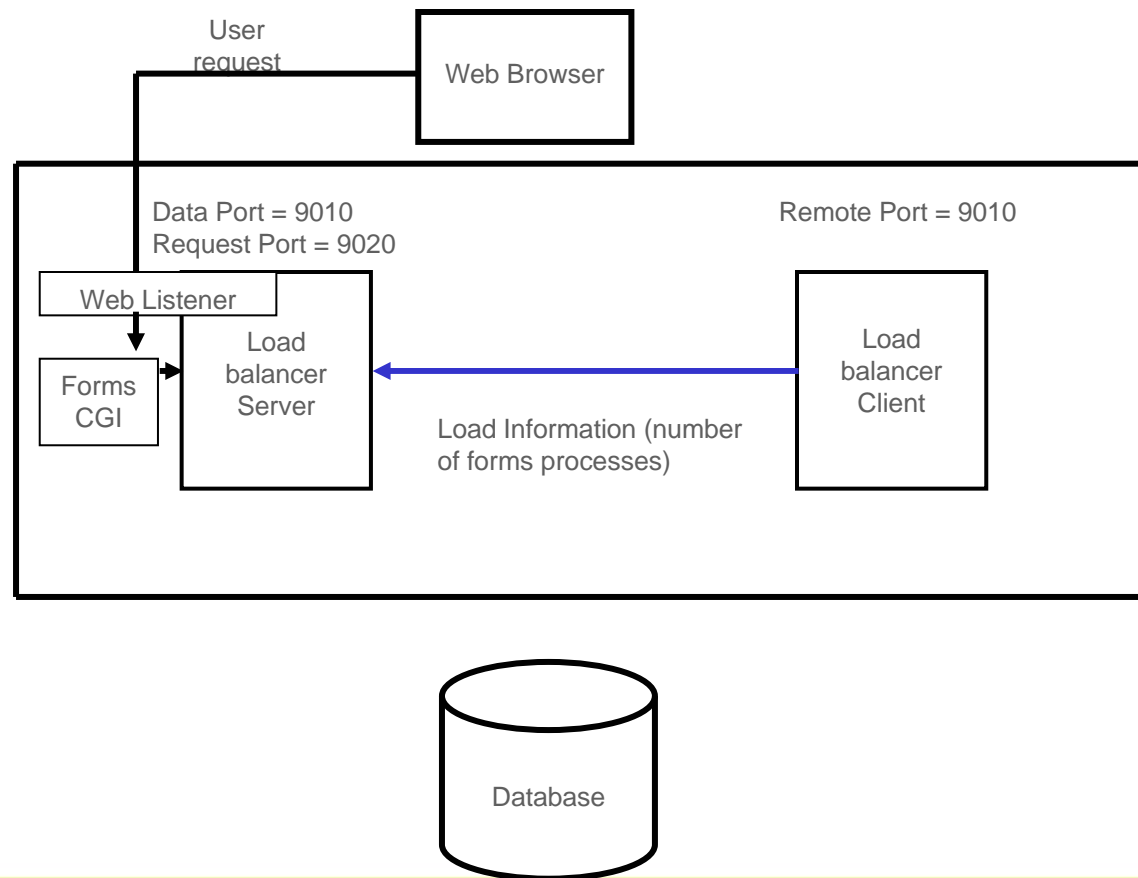 User
request
Web Browser
Data Port = 9010
Request Port = 9020
Remote Port = 9010
Web Listener
Load
balancer
Server
Load
balancer
Client
Forms
CGI
Load Information (number
of forms processes)
Database